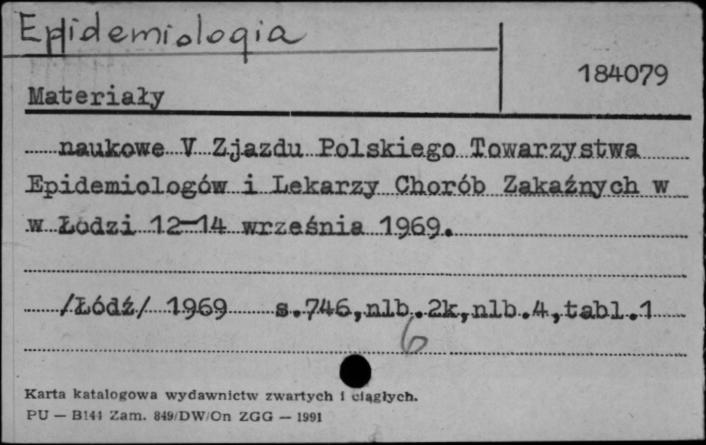 Epidemiologia
184079
Materiały
naukowe V Zjazdu Polskiego Towarzystwa
Epidemiologów i Lekarzy Chorób Zakaźnych w
w Łodzi 12-14 września 1969.
/Łódź/ 1969 s.746,nlb.2k,nlb.4,tabl.1
6
Karta katalogowa wydawnictw zwartych i ciągłych.
PU — B141 Zam. 849/DW/On ZGG — 1991